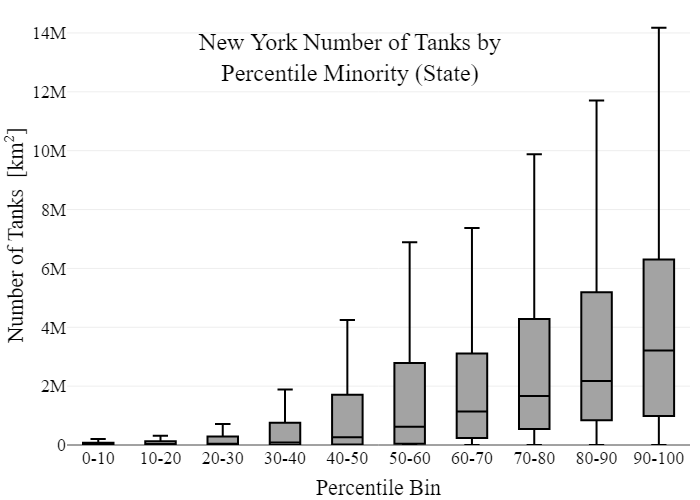 New York Number of Tanks by
Percentile Minority (State)
Number of Tanks [km²]
14M
12M
10M
8M
6M
4M
2M
0
0-10 10-20 20-30 30-40 40-50 50-60 60-70 70-80 80-90 90-100
Percentile Bin